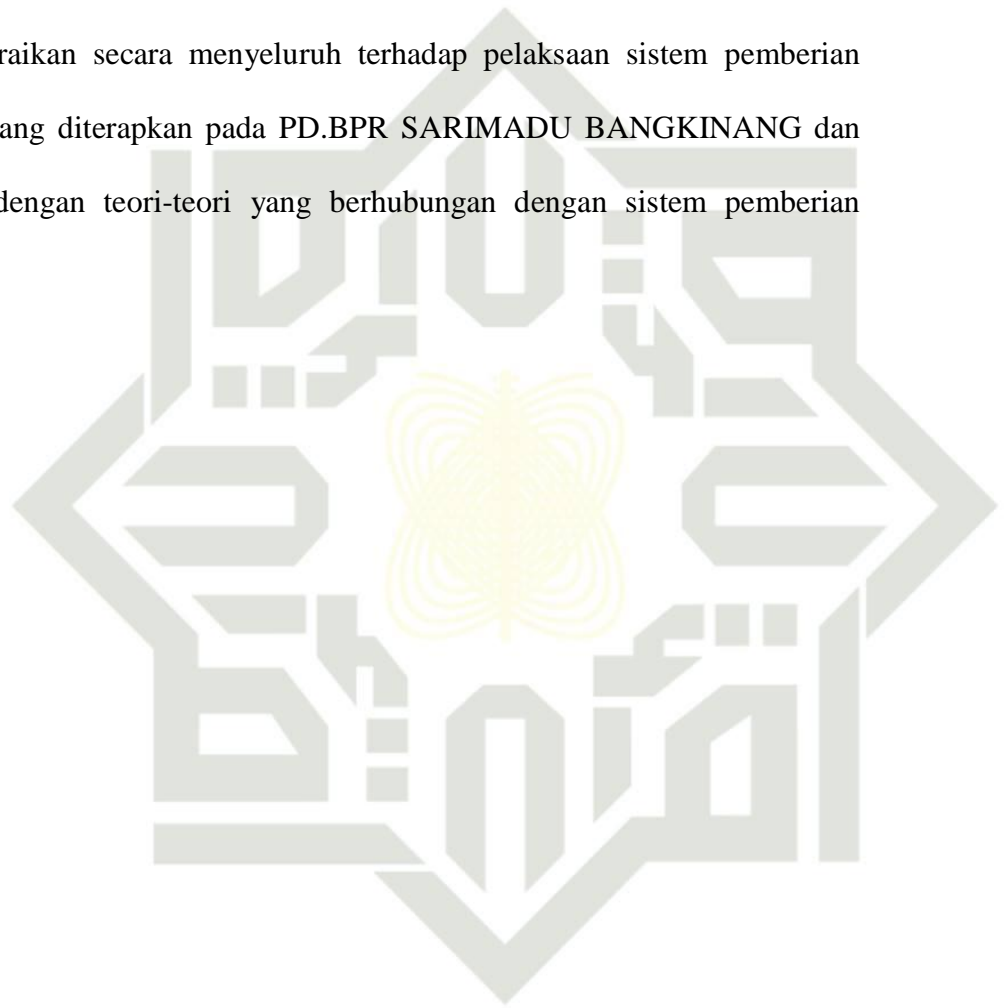 raikan secara menyeluruh terhadap pelaksaan sistem pemberian
ang diterapkan pada PD.BPR SARIMADU BANGKINANG dan
dengan teori-teori yang berhubungan dengan sistem pemberian